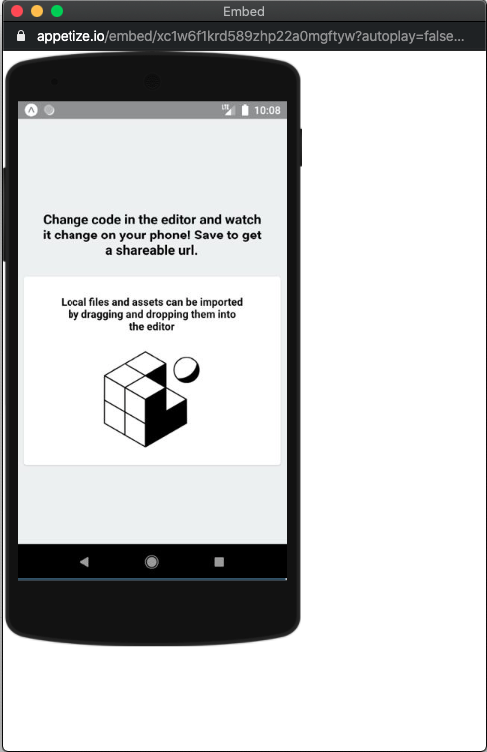 Embed
appetize.io/embed/xc1w6f1krd589zhp22a0mgftyw?autoplay=false...
LTE 10:08
Change code in the editor and watch
it change on your phone! Save to get
a shareable url.
Local files and assets can be imported
by dragging and dropping them into
the editor